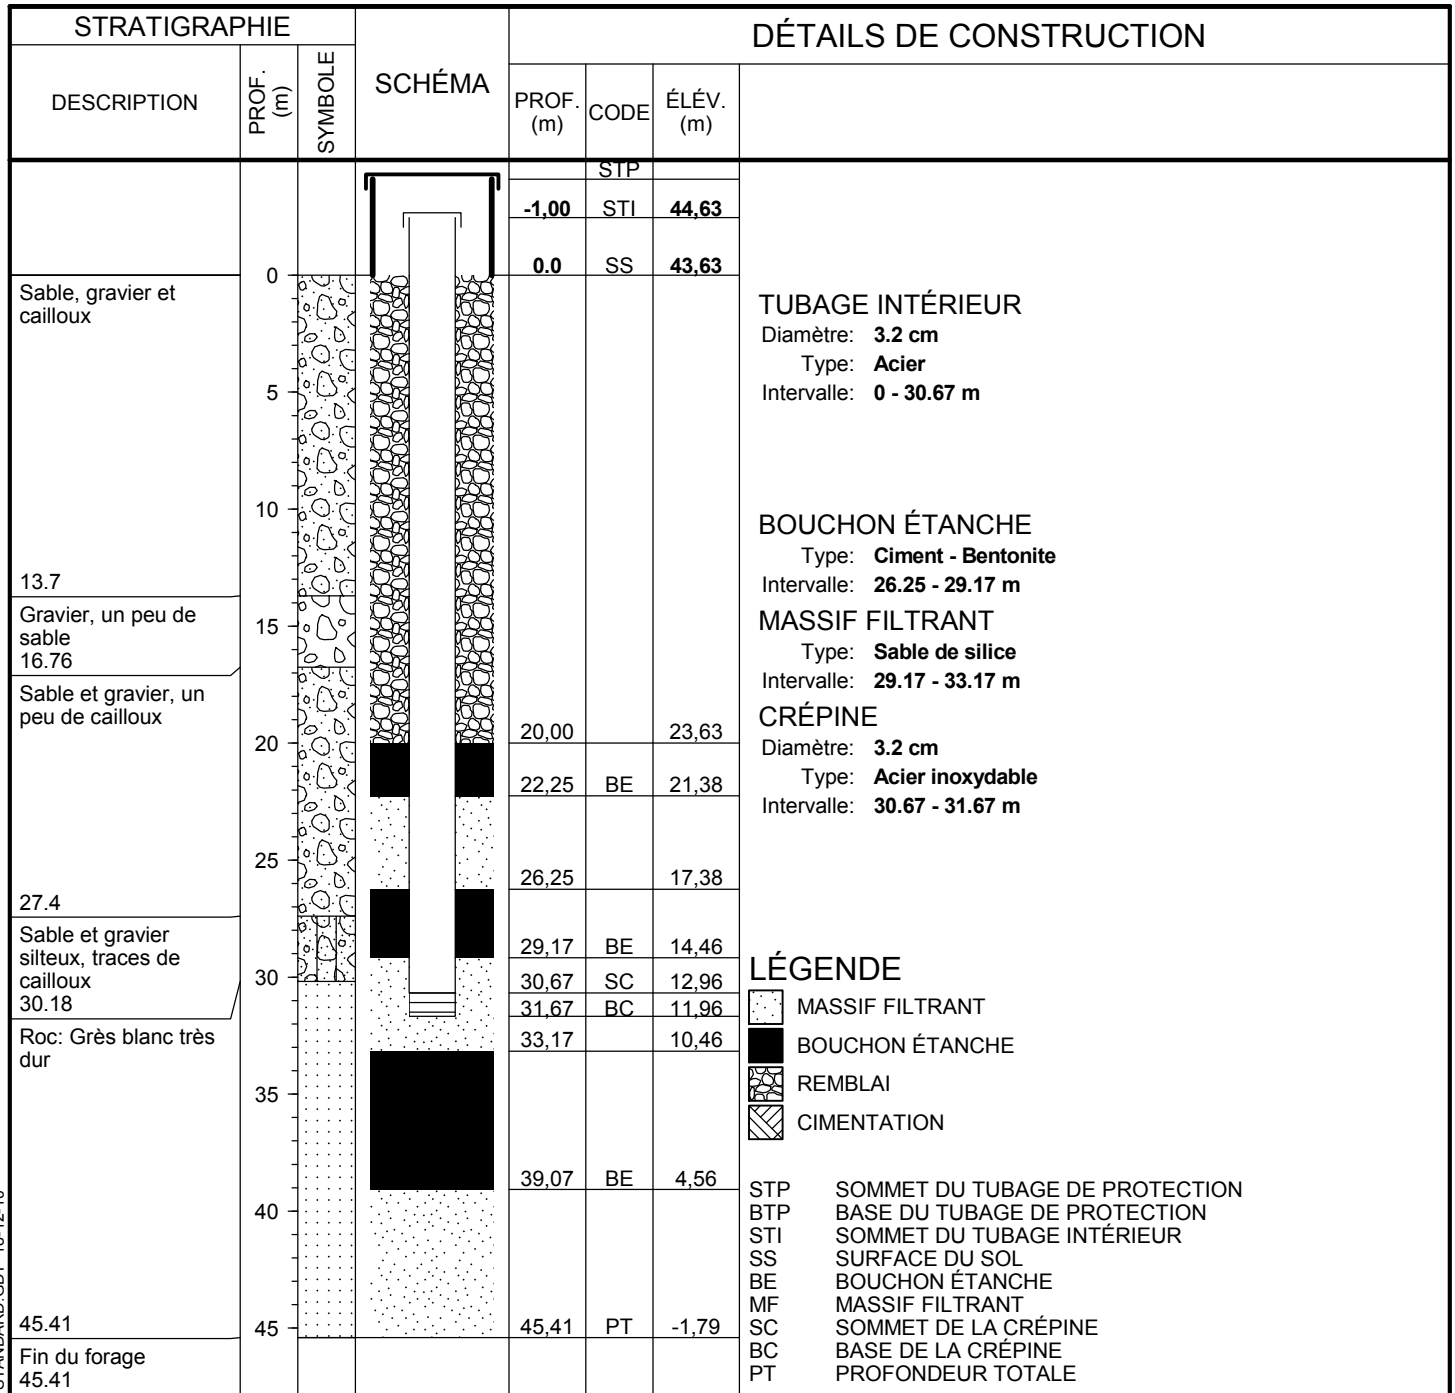 STRATIGRAPHIE
SCHÉMA
DÉTAILS DE CONSTRUCTION
DESCRIPTION
PROF. (m)
SYMBOLE
PROF. (m)
CODE
ÉLÉV. (m)
STP
-1,00 STI 44,63
0.0 SS 43,63
0
Sable, gravier et
cailloux
5
10
13.7
Gravier, un peu de
sable
15
16.76
Sable et gravier, un
peu de cailloux
20
25
27.4
Sable et gravier
silteux, traces de
cailloux
30
30.18
Roc: Grès blanc très
dur
35
40
45.41
45
Fin du forage
45.41
20,00 23,63
22,25 BE 21,38
26,25 17,38
29,17 BE 14,46
30,67 SC 12,96
31,67 BC 11,96
33,17 10,46
39,07 BE 4,56
45,41 PT -1,79
TUBAGE INTÉRIEUR
Diamètre: 3.2 cm
Type: Acier
Intervalle: 0 - 30.67 m
BOUCHON ÉTANCHE
Type: Ciment - Bentonite
Intervalle: 26.25 - 29.17 m
MASSIF FILTRANT
Type: Sable de silice
Intervalle: 29.17 - 33.17 m
CRÉPINE
Diamètre: 3.2 cm
Type: Acier inoxydable
Intervalle: 30.67 - 31.67 m
LÉGENDE
MASSIF FILTRANT
BOUCHON ÉTANCHE
REMBLAI
CIMENTATION
STP SOMMET DU TUBAGE DE PROTECTION
BTP BASE DU TUBAGE DE PROTECTION
STI SOMMET DU TUBAGE INTÉRIEUR
SS SURFACE DU SOL
BE BOUCHON ÉTANCHE
MF MASSIF FILTRANT
SC SOMMET DE LA CRÉPINE
BC BASE DE LA CRÉPINE
PT PROFONDEUR TOTALE